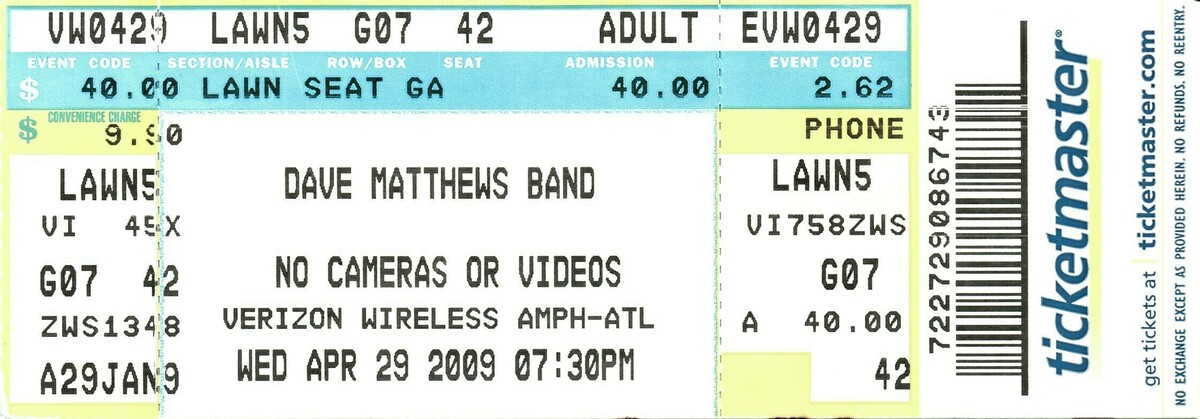 VW0429 LAWN5 G07 42 ADULT EVW0429
EVENT CODE SECTION/AISLE ROW/BOX SEAT ADMISSION EVENT CODE
$ 40.00 LAWN SEAT GA 40.00 2.62
CONVENIENCE CHARGE
$ 9.90 PHONE
LAWN5 DAVE MATTHEWS BAND LAWN5
VI 45X VI758ZWS
G07 42 NO CAMERAS OR VIDEOS G07
ZWS1348 VERIZON WIRELESS AMPH-ATL A 40.00
A29JAN9 WED APR 29 2009 07:30PM 42
722729086743
ticketmaster®
get tickets at | ticketmaster.com
NO EXCHANGE EXCEPT AS PROVIDED HEREIN. NO REFUNDS. NO REENTRY.